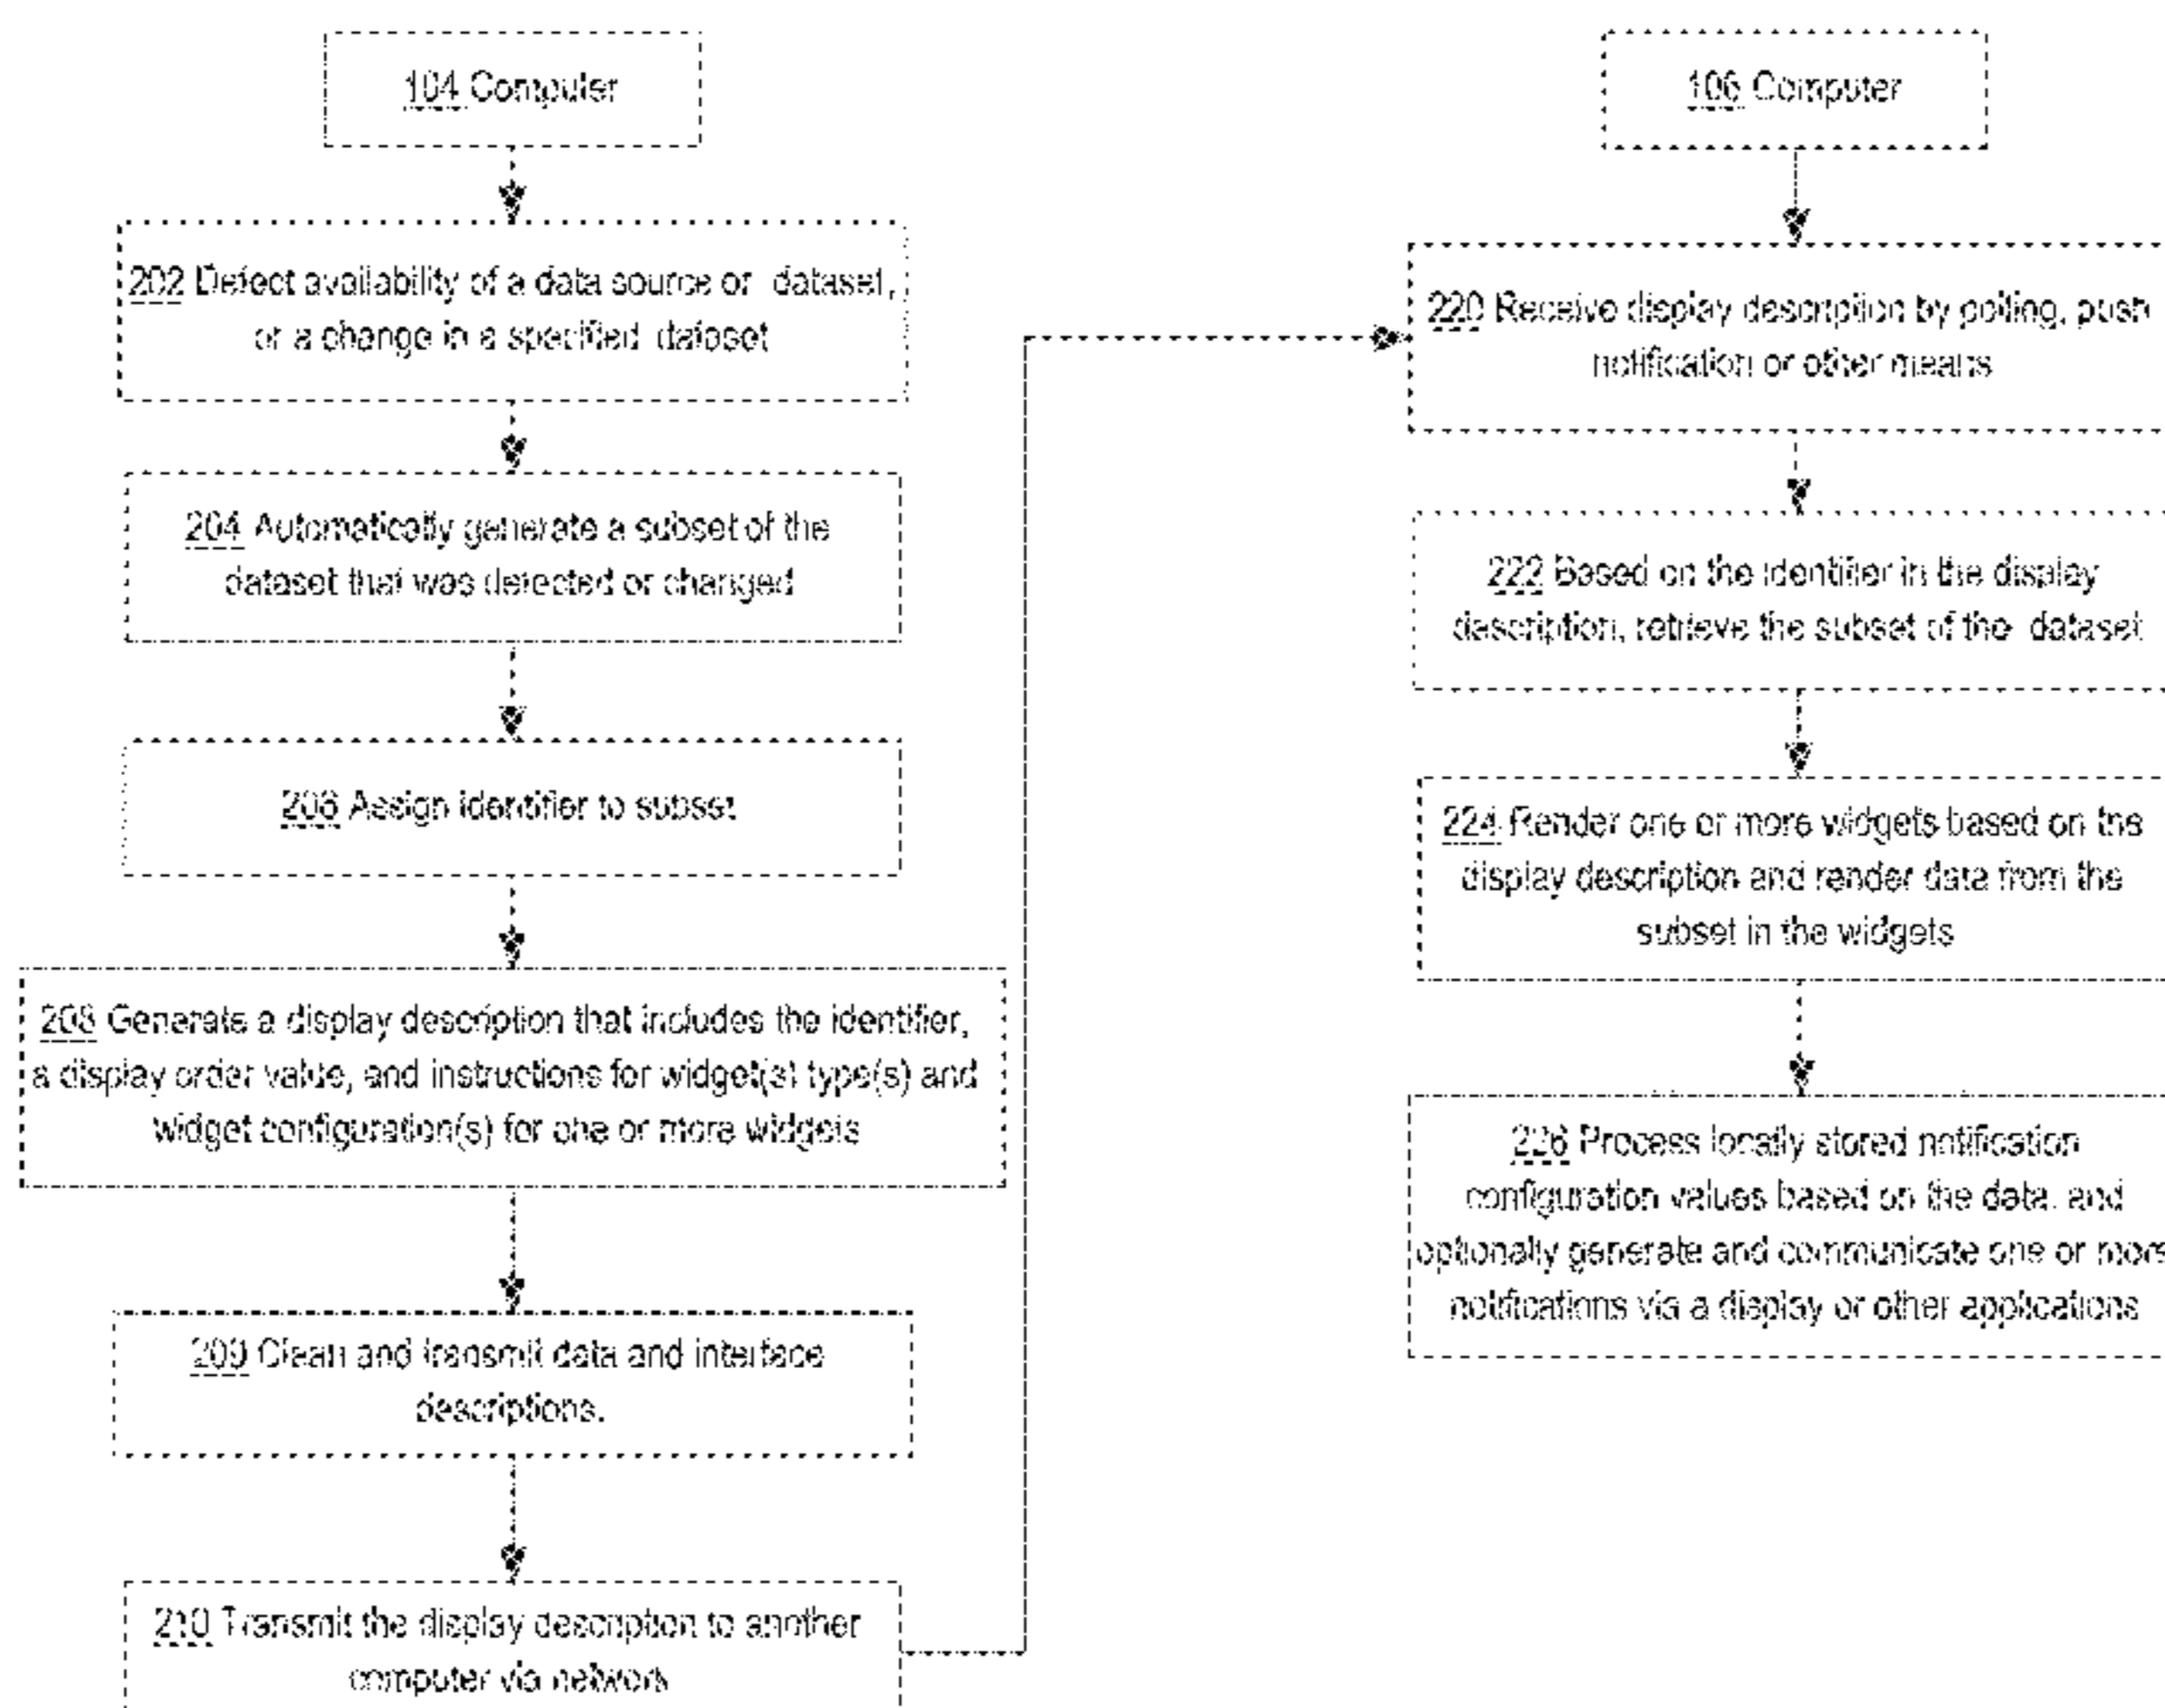 104 Computer
202 Detect availability of a data source or dataset,
or a change in a specified dataset
204 Automatically generate a subset of the
dataset that was detected or changed
206 Assign identifier to subset
208 Generate a display description that includes the identifier,
a display order value, and instructions for widget(s) type(s) and
widget configuration(s) for one or more widgets
209 Clean and transmit data and interface
descriptions.
210 Transmit the display description to another
computer via network
106 Computer
220 Receive display description by polling, push
notification or other means
222 Based on the identifier in the display
description, retrieve the subset of the dataset
224 Render one or more widgets based on the
display description and render data from the
subset in the widgets
226 Process locally stored notification
configuration values based on the data, and
optionally generate and communicate one or more
notifications via a display or other applications